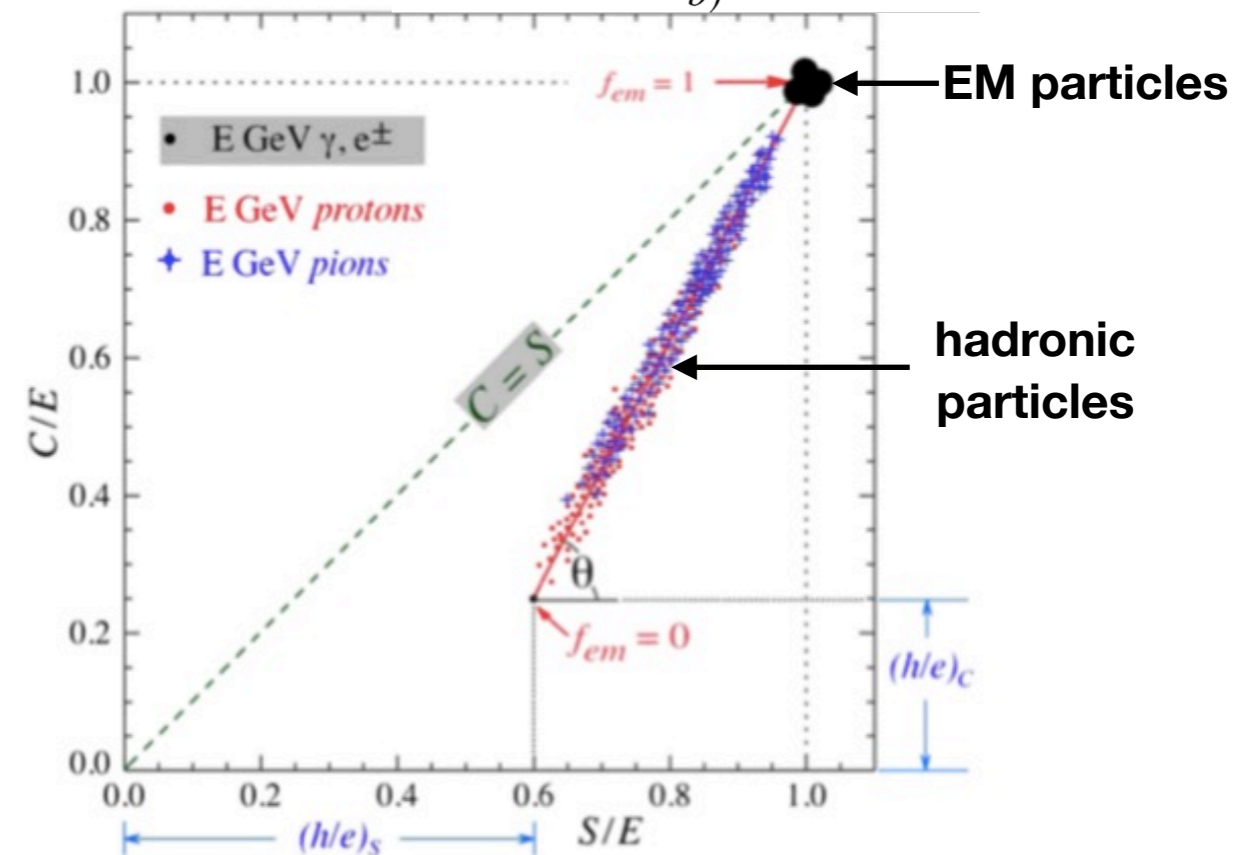 1.0
0.8
0.6
0.4
0.2
0.0
C/E
f_em = 1
EM particles
• E GeV γ, e±
• E GeV protons
+ E GeV pions
C = S
hadronic
particles
θ
f_em = 0
(h/e)_C
0.0 0.2 0.4 0.6 0.8 1.0
(h/e)_S S/E